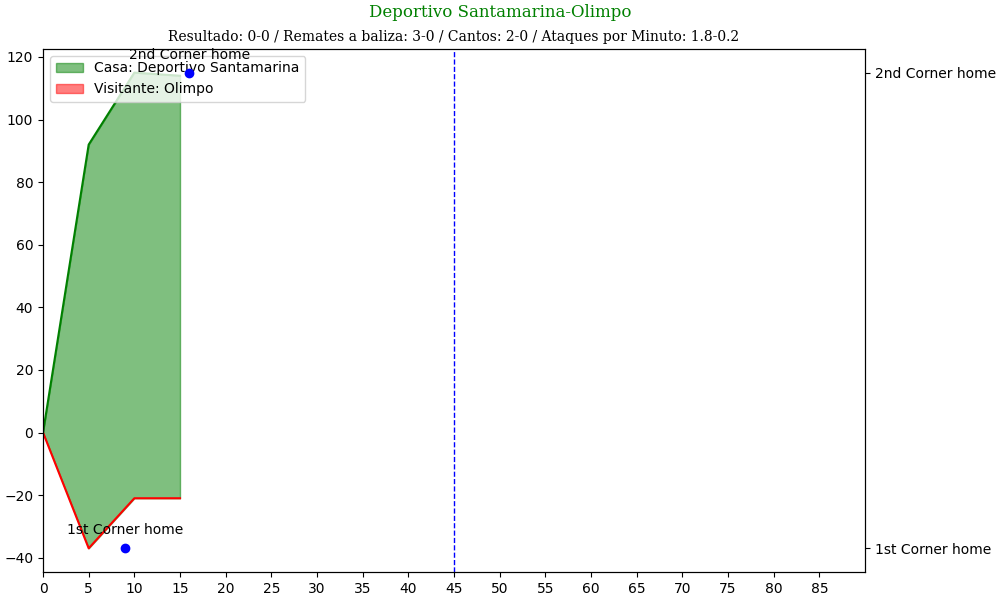 Deportivo Santamarina-Olimpo
Resultado: 0-0 / Remates a baliza: 3-0 / Cantos: 2-0 / Ataques por Minuto: 1.8-0.2
2nd Corner home
Casa: Deportivo Santamarina
Visitante: Olimpo
1st Corner home
120
100
80
60
40
20
0
−20
−40
0 5 10 15 20 25 30 35 40 45 50 55 60 65 70 75 80 85
2nd Corner home
1st Corner home